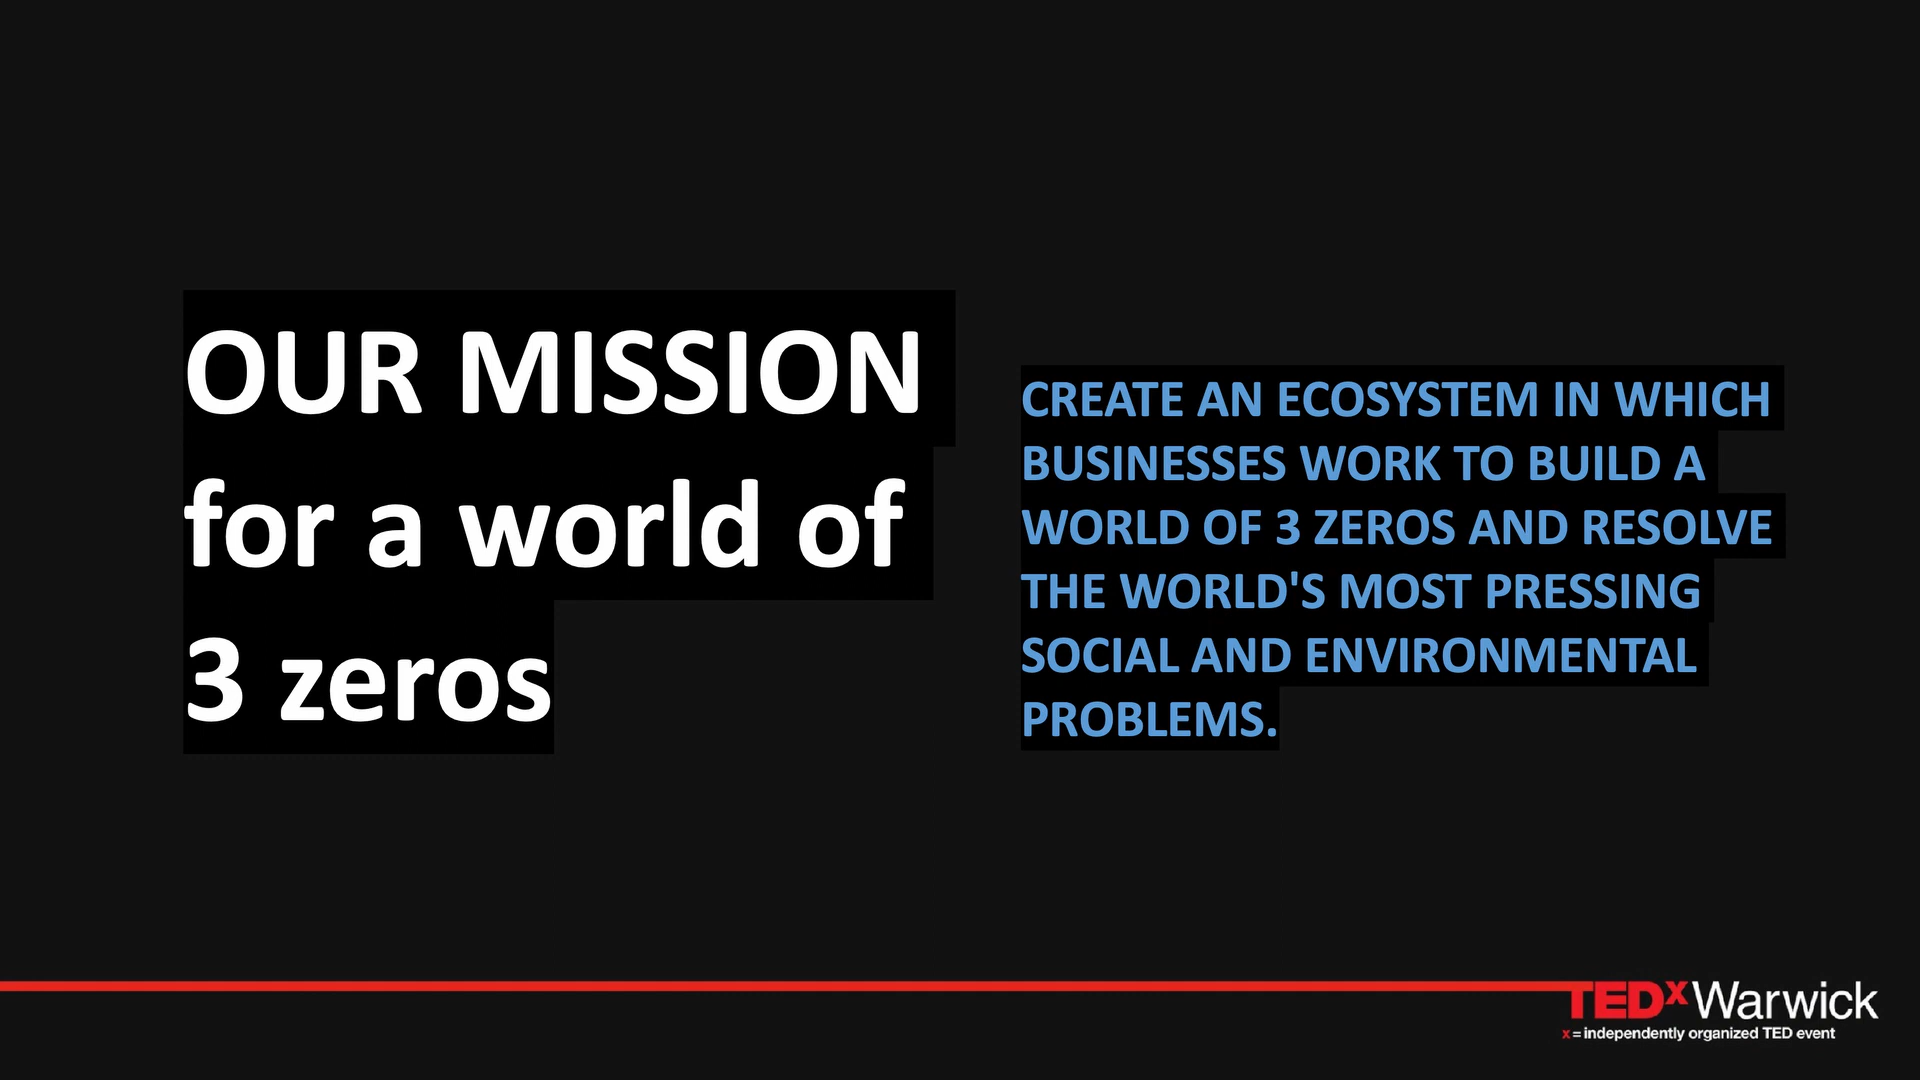 OUR MISSION
for a world of
3 zeros
CREATE AN ECOSYSTEM IN WHICH
BUSINESSES WORK TO BUILD A
WORLD OF 3 ZEROS AND RESOLVE
THE WORLD'S MOST PRESSING
SOCIAL AND ENVIRONMENTAL
PROBLEMS.
TEDxWarwick
x = independently organized TED event